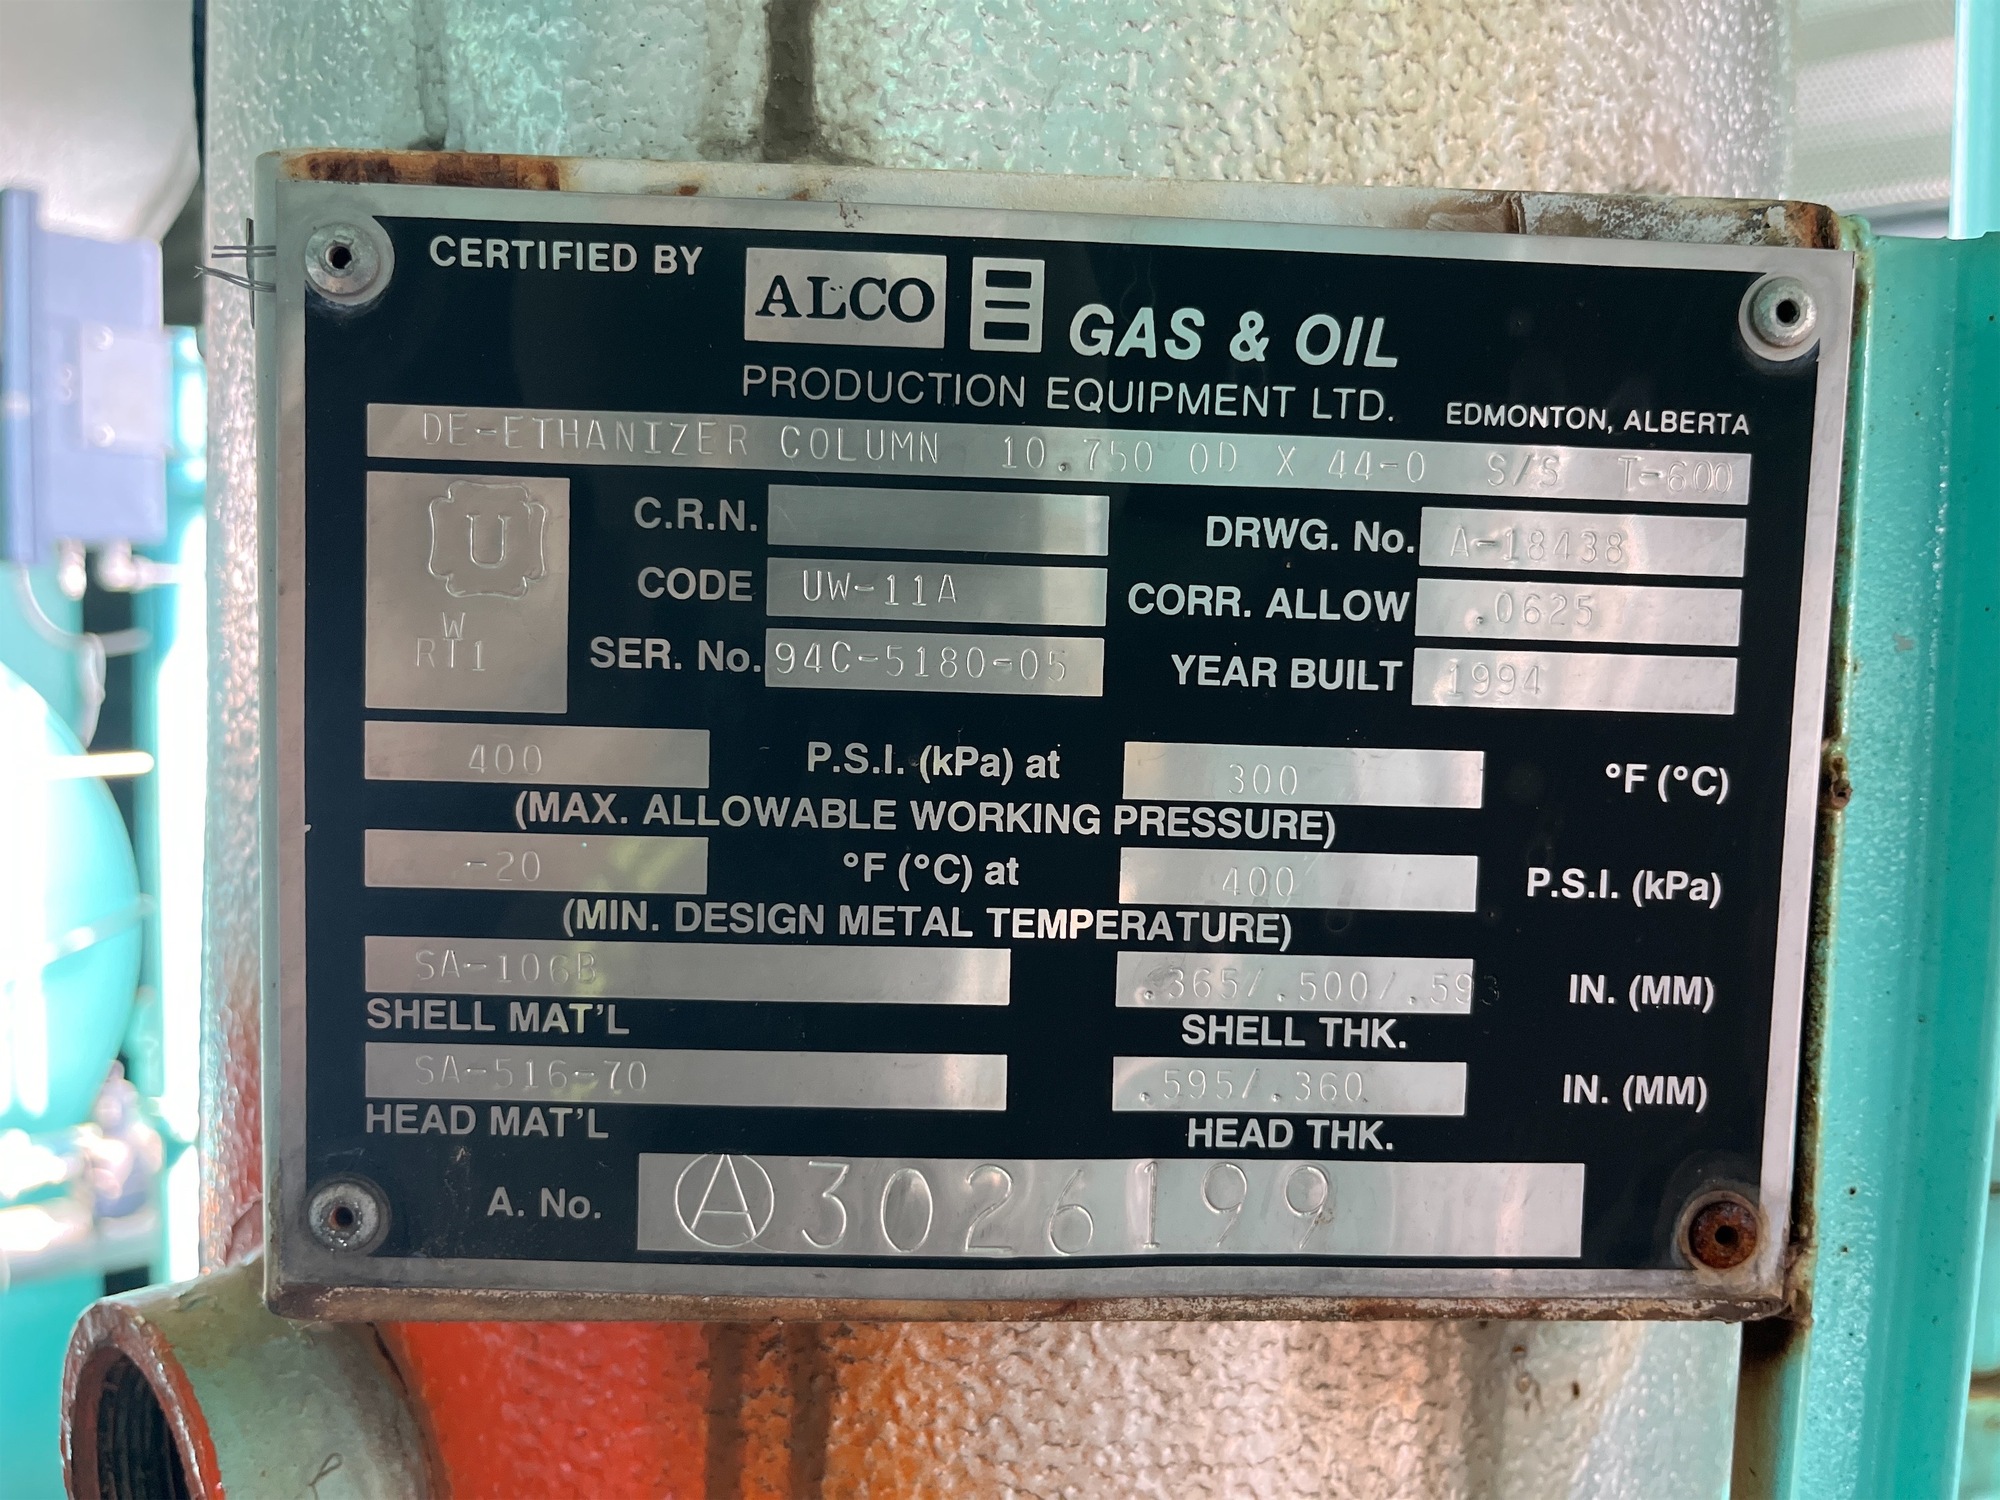 CERTIFIED BY ALCO GAS & OIL
PRODUCTION EQUIPMENT LTD. EDMONTON, ALBERTA
DE-ETHANIZER COLUMN 10.750 OD X 44-0 S/S T-600
U
W
RT1
C.R.N.
DRWG. No. A-18438
CODE UW-11A
CORR. ALLOW .0625
SER. No. 94C-5180-05
YEAR BUILT 1994
400 P.S.I. (kPa) at 300 °F (°C)
(MAX. ALLOWABLE WORKING PRESSURE)
-20 °F (°C) at 400 P.S.I. (kPa)
(MIN. DESIGN METAL TEMPERATURE)
SA-106B .365/.500/.593 IN. (MM)
SHELL MAT'L SHELL THK.
SA-516-70 .595/.360 IN. (MM)
HEAD MAT'L HEAD THK.
A. No. A 3026199